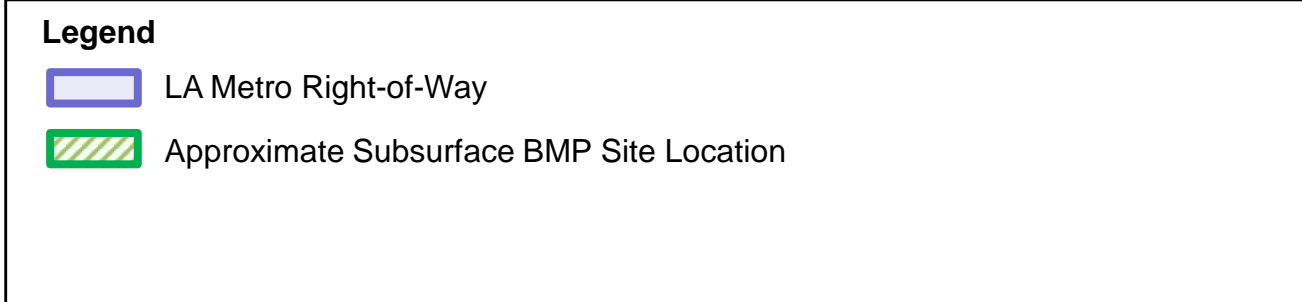 Legend
LA Metro Right-of-Way
Approximate Subsurface BMP Site Location